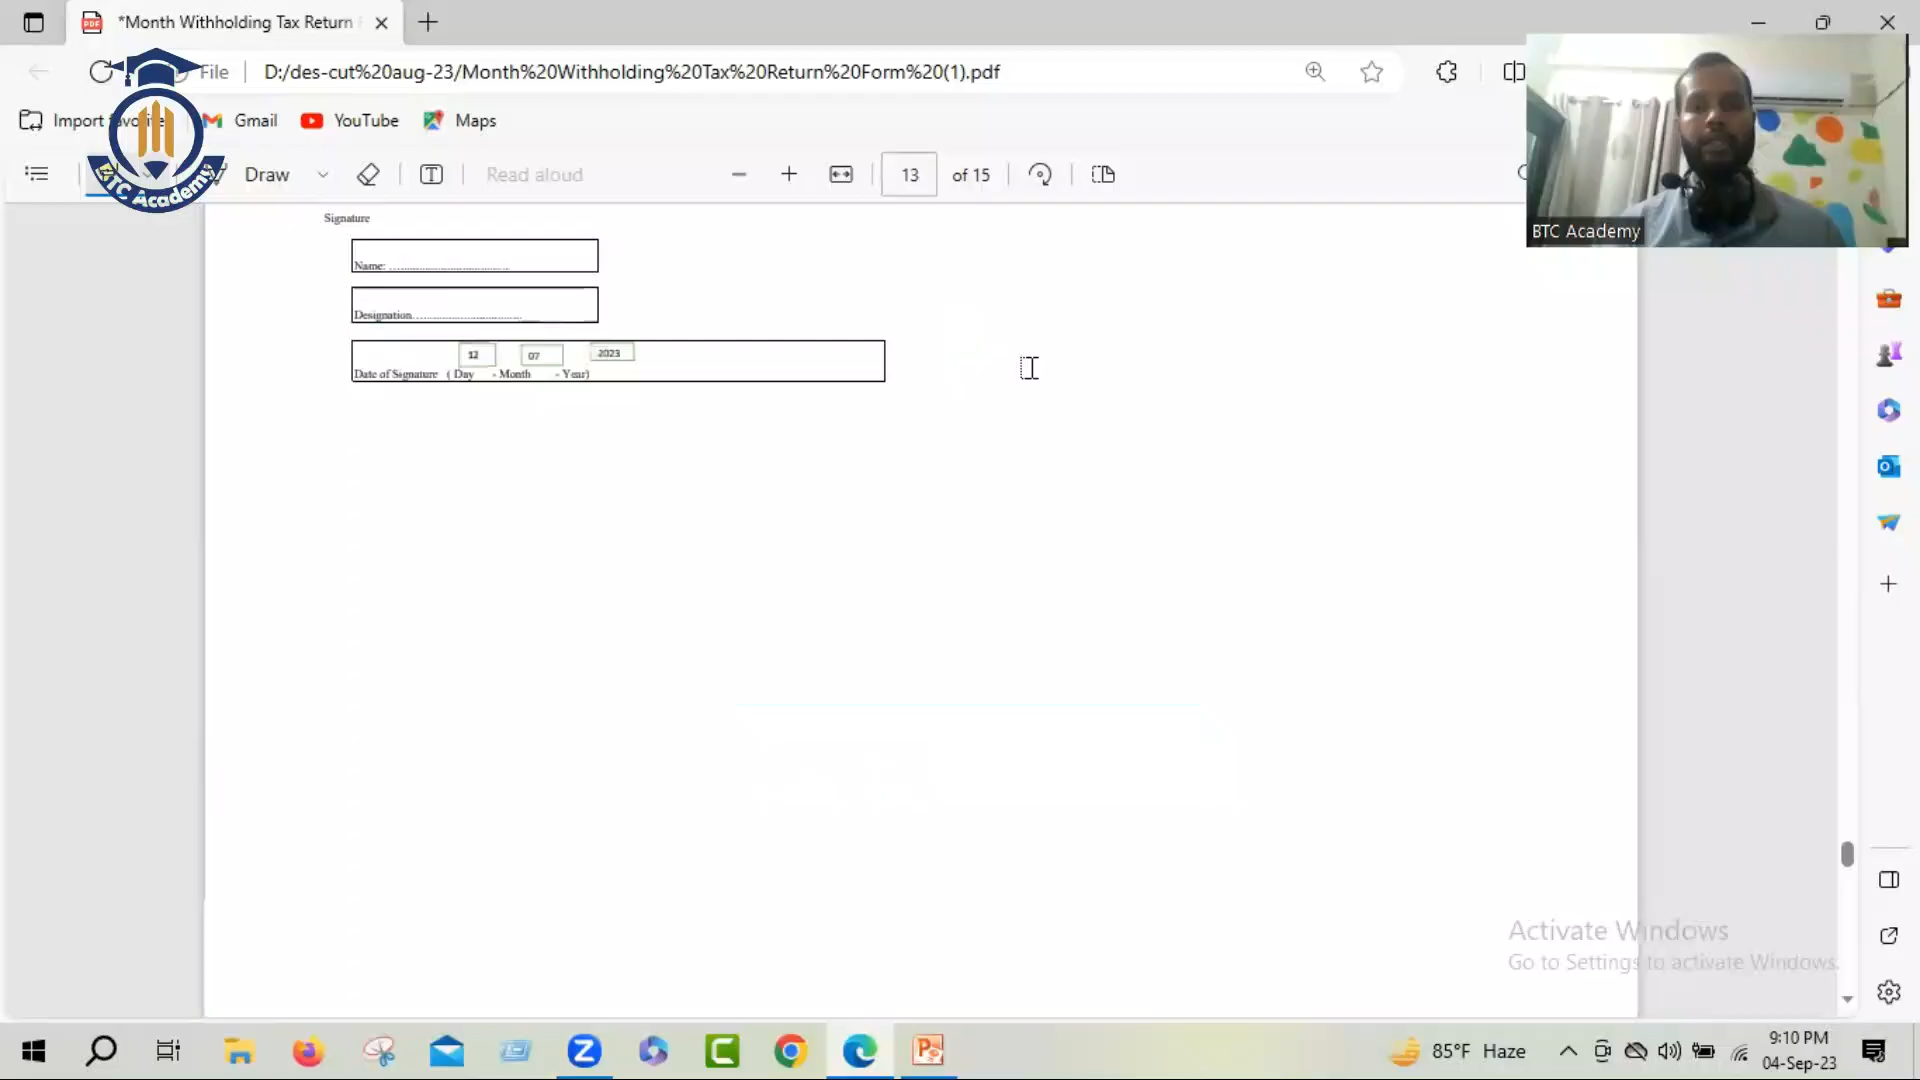 *Month Withholding Tax Return
File
D:/des-cut%20aug-23/Month%20Withholding%20Tax%20Return%20Form%20(1).pdf
Gmail
YouTube
Maps
BTC Academy
Draw
Read aloud
13 of 15
BTC Academy
Signature
Name:
Designation
12 07 2023
Date of Signature ( Day - Month - Year)
Activate Windows
Go to Settings to activate Windows.
85°F Haze
9:10 PM
04-Sep-23